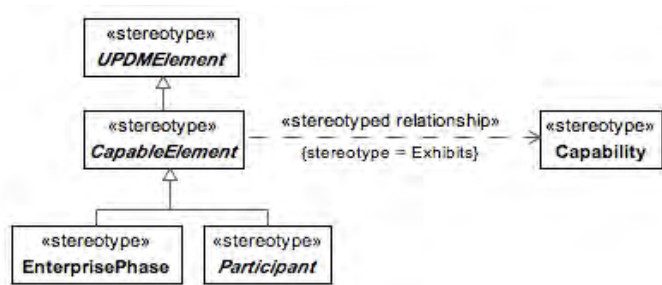 «stereotype»
UPDMElement
«stereotype»
CapableElement
«stereotyped relationship»
{stereotype = Exhibits}
«stereotype»
Capability
«stereotype»
EnterprisePhase
«stereotype»
Participant